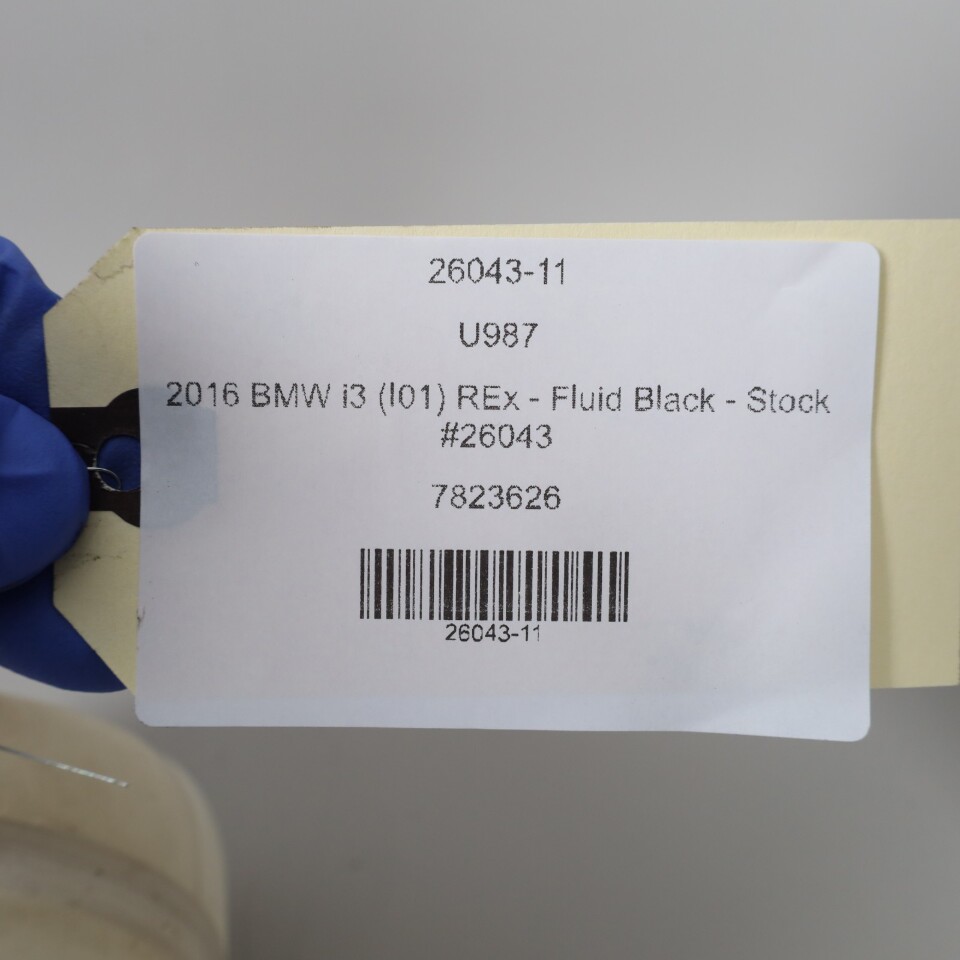 26043-11
U987
2016 BMW i3 (I01) REx - Fluid Black - Stock
#26043
7823626
26043-11